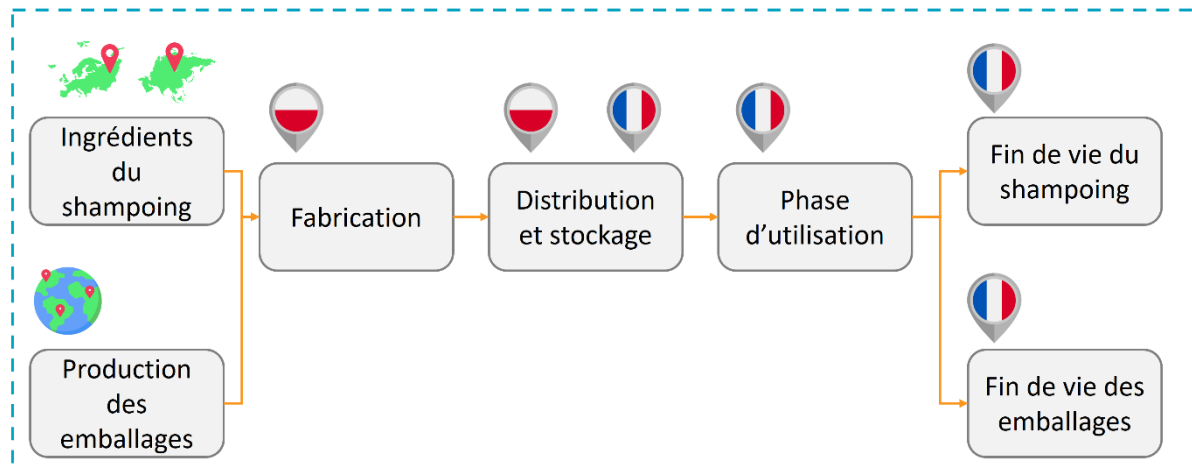 Ingrédients
du
shampoing
Production
des
emballages
Fabrication
Distribution
et stockage
Phase
d'utilisation
Fin de vie du
shampoing
Fin de vie des
emballages